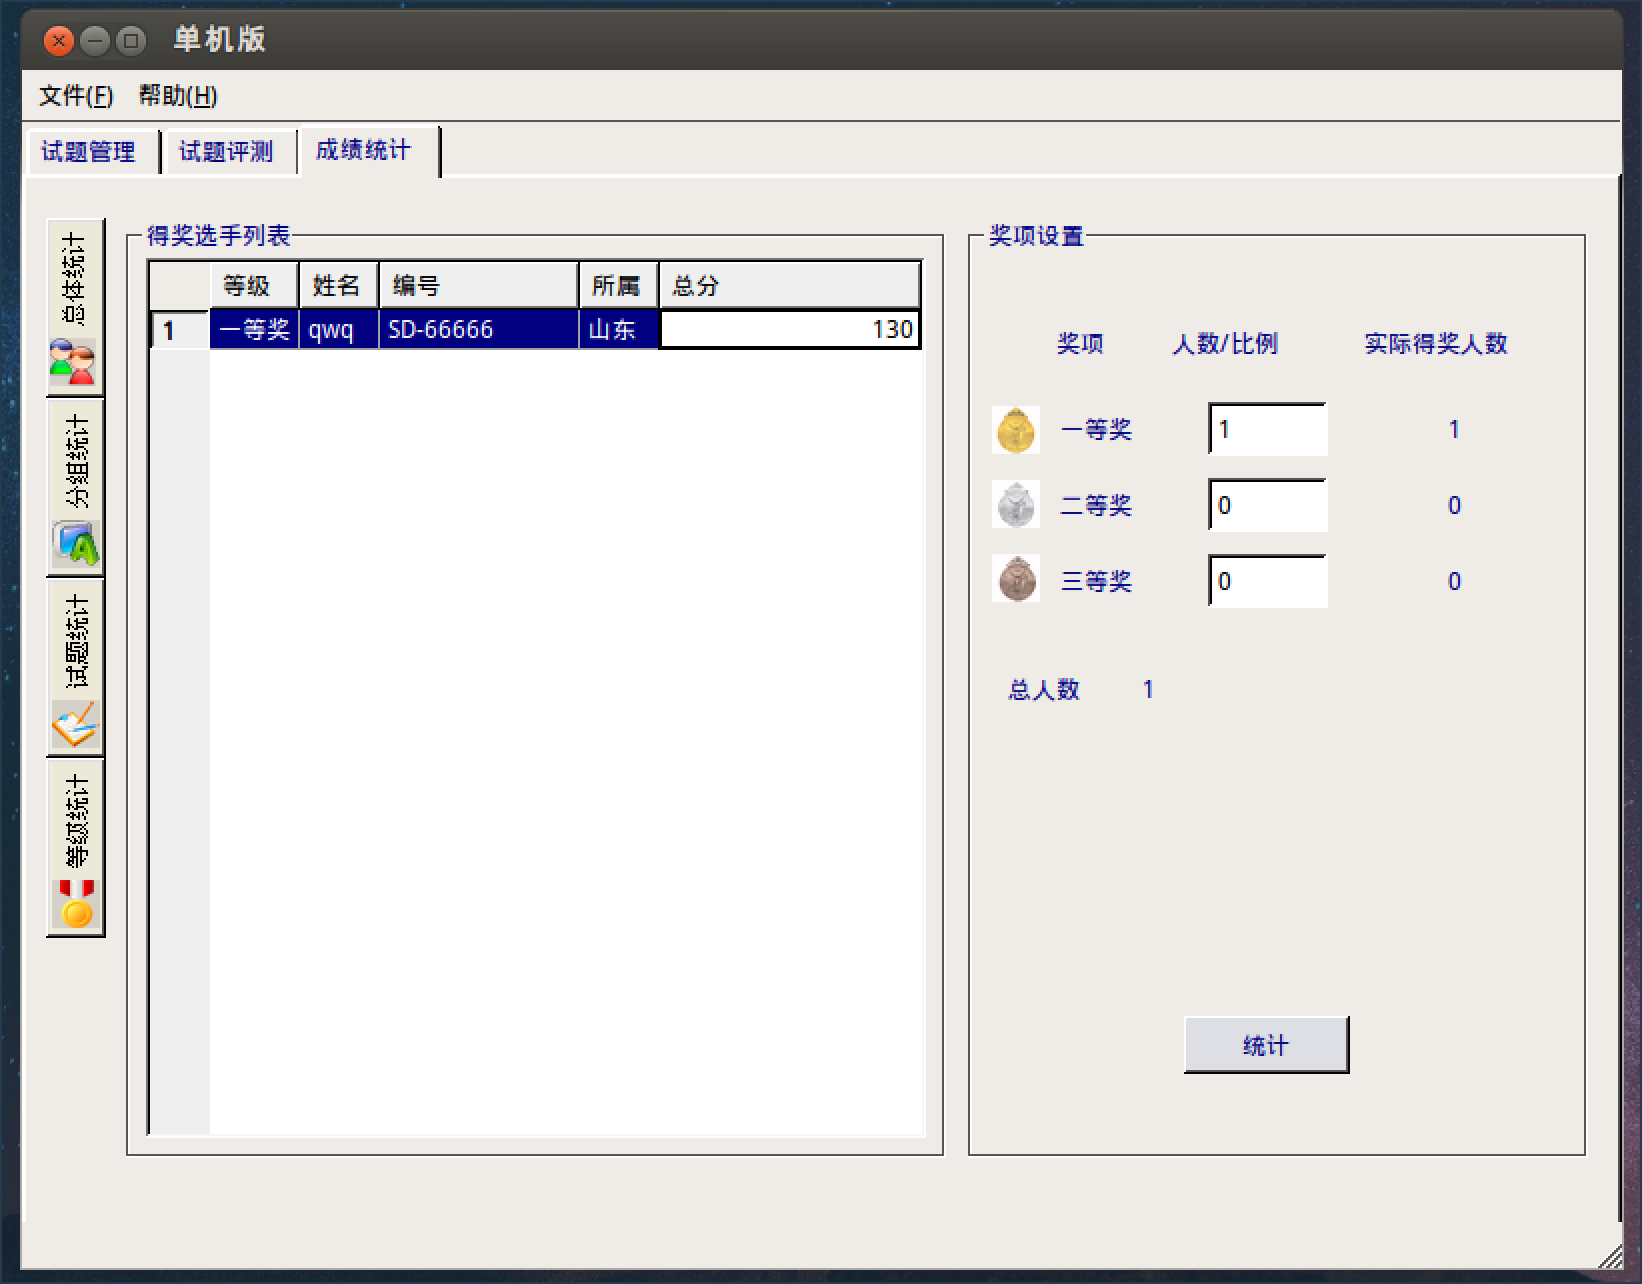 单机版
文件(F) 帮助(H)
试题管理 试题评测 成绩统计
总体统计
分组统计
试题统计
等级统计
得奖选手列表
等级 姓名 编号 所属 总分
1 一等奖 qwq SD-66666 山东 130
奖项设置
奖项 人数/比例 实际得奖人数
一等奖 1 1
二等奖 0 0
三等奖 0 0
总人数 1
统计